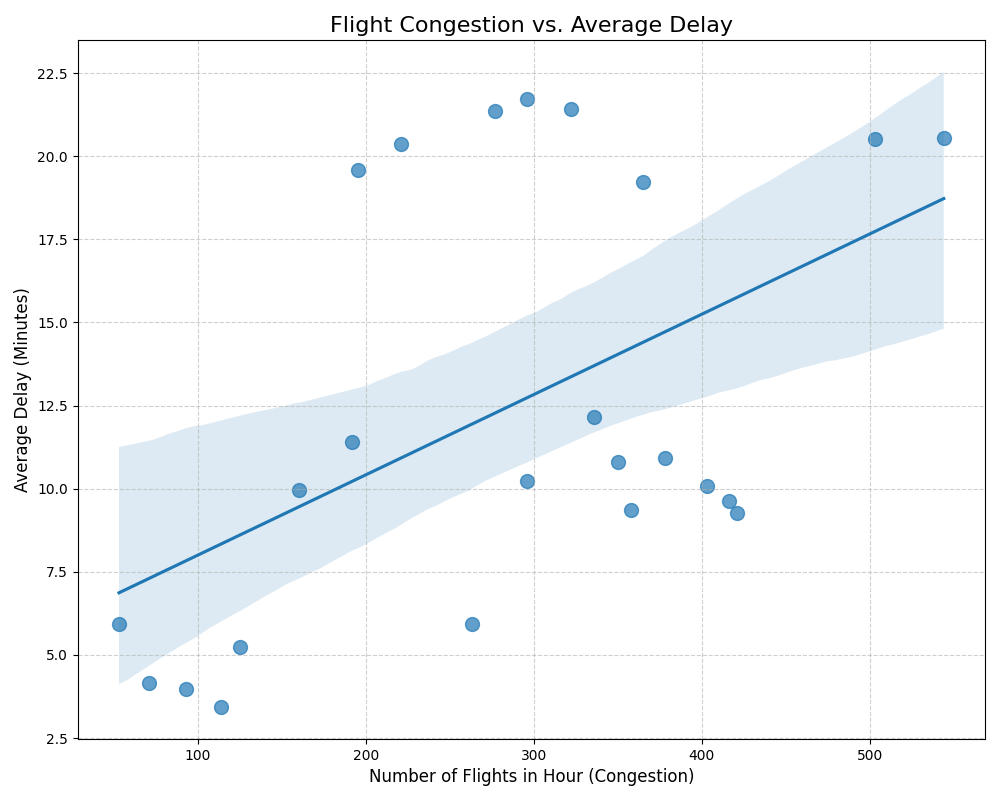 Flight Congestion vs. Average Delay
Average Delay (Minutes)
22.5
20.0
17.5
15.0
12.5
10.0
7.5
5.0
2.5
100 200 300 400 500
Number of Flights in Hour (Congestion)